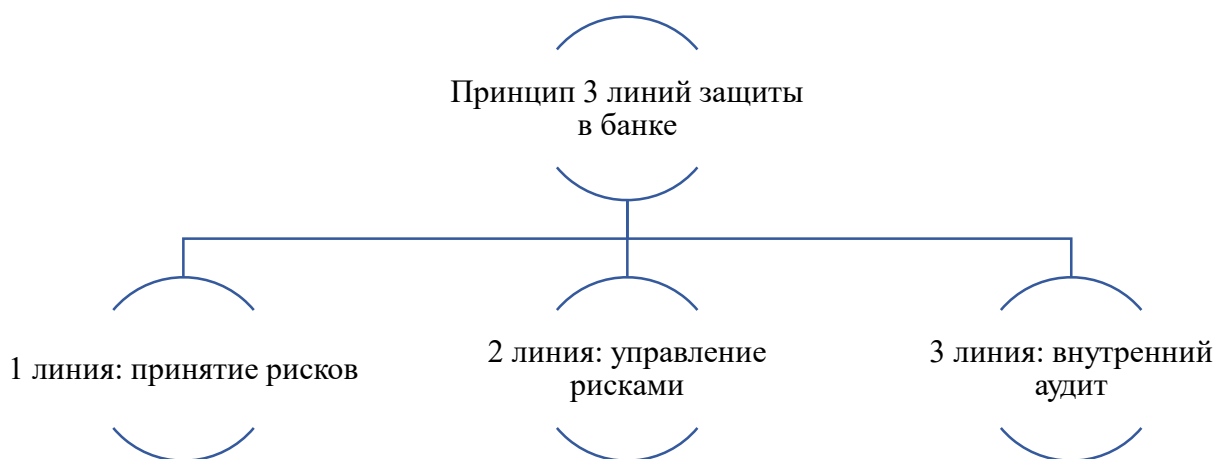 Принцип 3 линий защиты
в банке
1 линия: принятие рисков
2 линия: управление
рисками
3 линия: внутренний
аудит